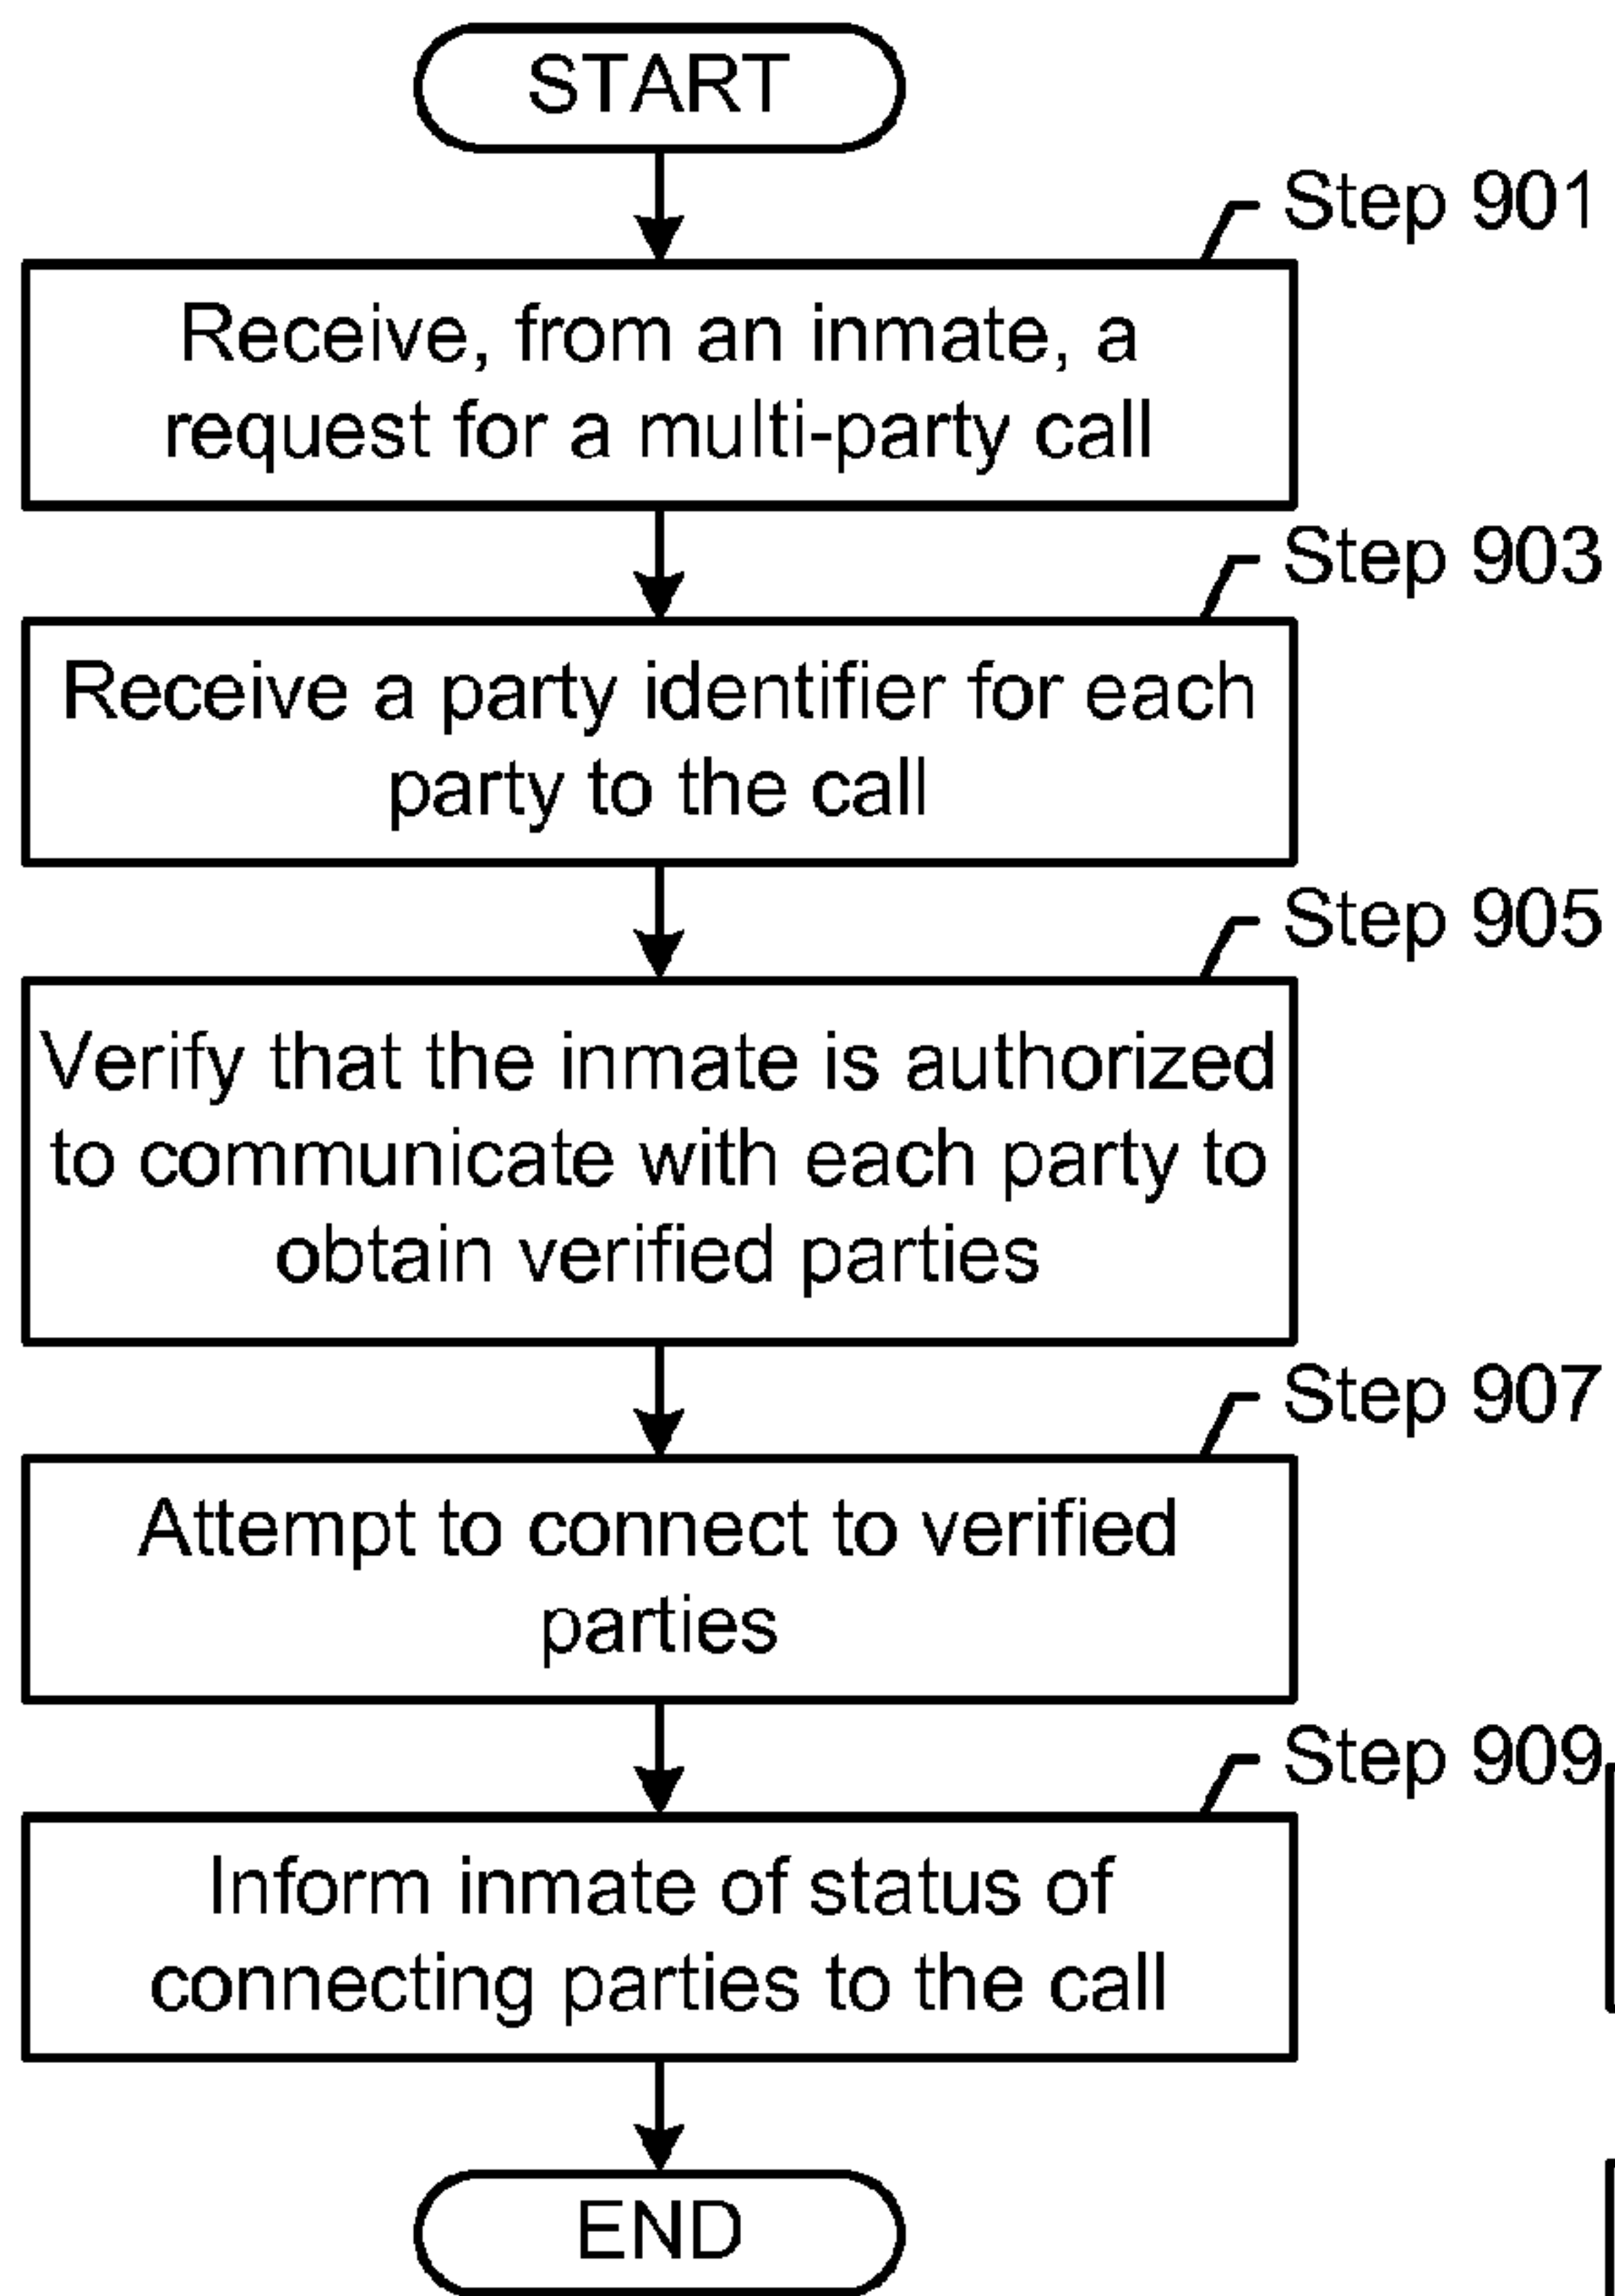 START
Step 901
Receive, from an inmate, a
request for a multi-party call
Step 903
Receive a party identifier for each
party to the call
Step 905
Verify that the inmate is authorized
to communicate with each party to
obtain verified parties
Step 907
Attempt to connect to verified
parties
Step 909
Inform inmate of status of
connecting parties to the call
END